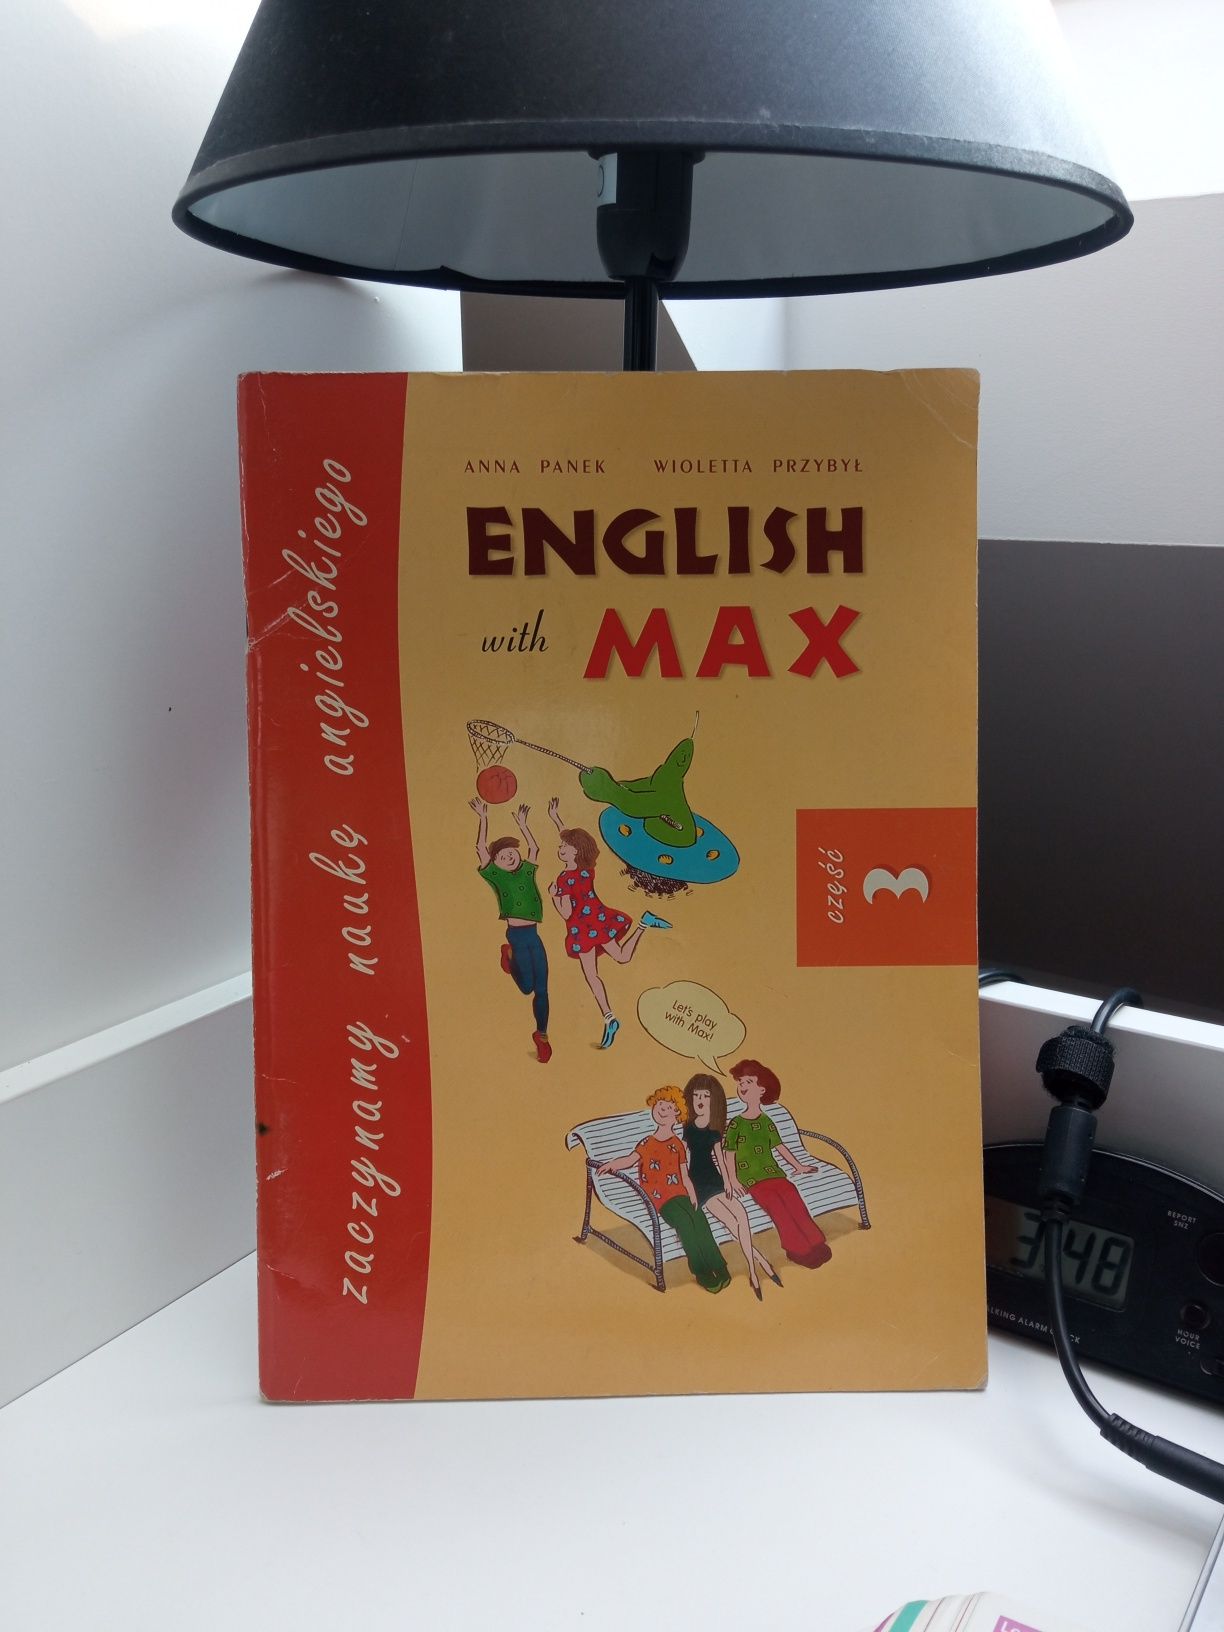 ANNA PANEK WIOLETTA PRZYBYŁ
ENGLISH
with MAX
zaczynamy naukę angielskiego
część
3
Let's play
with Max!
REPORT
SNZ
3:48
ALARM
HOUR
VOICE